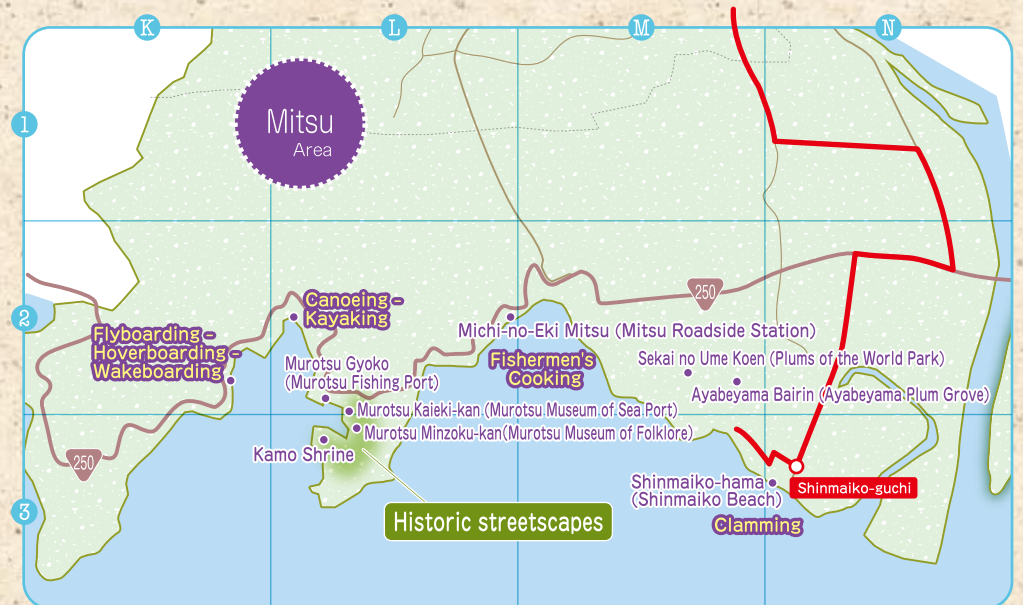 K
L
M
N
1
Mitsu
Area
2
250
Canoeing –
Kayaking
Flyboarding –
Hoverboarding –
Wakeboarding
Michi-no-Eki Mitsu (Mitsu Roadside Station)
Fishermen's
Cooking
Sekai no Ume Koen (Plums of the World Park)
Ayabeyama Bairin (Ayabeyama Plum Grove)
Murotsu Gyoko
(Murotsu Fishing Port)
Murotsu Kaieki-kan (Murotsu Museum of Sea Port)
Murotsu Minzoku-kan(Murotsu Museum of Folklore)
Kamo Shrine
250
3
Shinmaiko-hama
(Shinmaiko Beach)
Shinmaiko-guchi
Clamming
Historic streetscapes